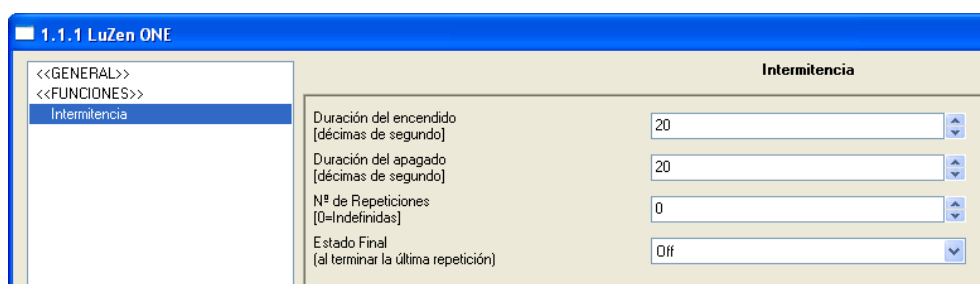 1.1.1 LuZen ONE
<<GENERAL>>
<<FUNCIONES>>
Intermitencia
Intermitencia
Duración del encendido
[décimas de segundo]
20
Duración del apagado
[décimas de segundo]
20
Nº de Repeticiones
[0=Indefinidas]
0
Estado Final
(al terminar la última repetición)
Off